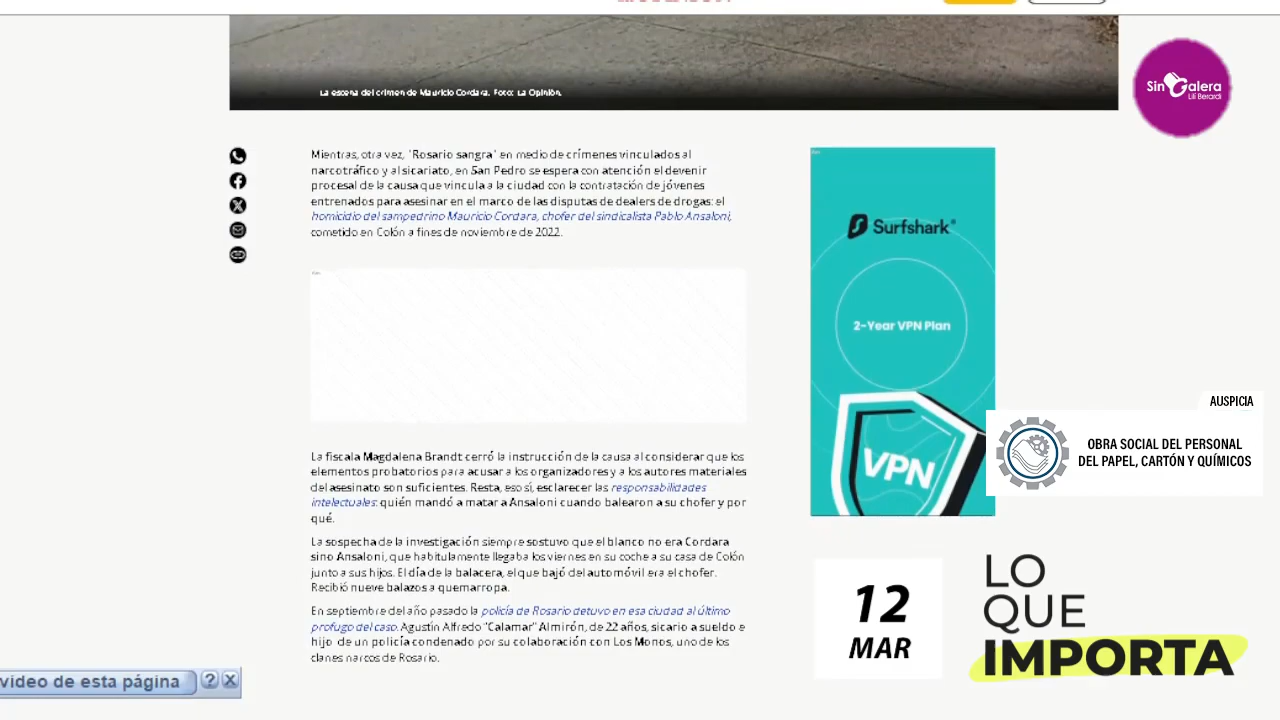 La escena del crimen de Mauricio Cordara. Foto: La Opinión.
Sin Galera
Lili Berardi
Mientras, otra vez, "Rosario sangra" en medio de crímenes vinculados al
narcotráfico y al sicariato, en San Pedro se espera con atención el devenir
procesal de la causa que vincula a la ciudad con la contratación de jóvenes
entrenados para asesinar en el marco de las disputas de dealers de drogas: el
homicidio del sampedrino Mauricio Cordara, chofer del sindicalista Pablo Ansaloni,
cometido en Colón a fines de noviembre de 2022.
La fiscala Magdalena Brandt cerró la instrucción de la causa al considerar que los
elementos probatorios para acusar a los organizadores y a los autores materiales
del asesinato son suficientes. Resta, eso sí, esclarecer las responsabilidades
intelectuales: quién mandó a matar a Ansaloni cuando balearon a su chofer y por
qué.
La sospecha de la investigación siempre sostuvo que el blanco no era Cordara
sino Ansaloni, que habitulamente llegaba los viernes en su coche a su casa de Colón
junto a sus hijos. El día de la balacera, el que bajó del automóvil era el chofer.
Recibió nueve balazos a quemarropa.
En septiembre del año pasado la policía de Rosario detuvo en esa ciudad al último
prófugo del caso. Agustín Alfredo "Calamar" Almirón, de 22 años, sicario a sueldo e
hijo de un policía condenado por su colaboración con Los Monos, uno de los
clanes narcos de Rosario.
Surfshark®
2-Year VPN Plan
VPN
AUSPICIA
OBRA SOCIAL DEL PERSONAL
DEL PAPEL, CARTÓN Y QUÍMICOS
12
MAR
LO
QUE
IMPORTA
video de esta página ? X